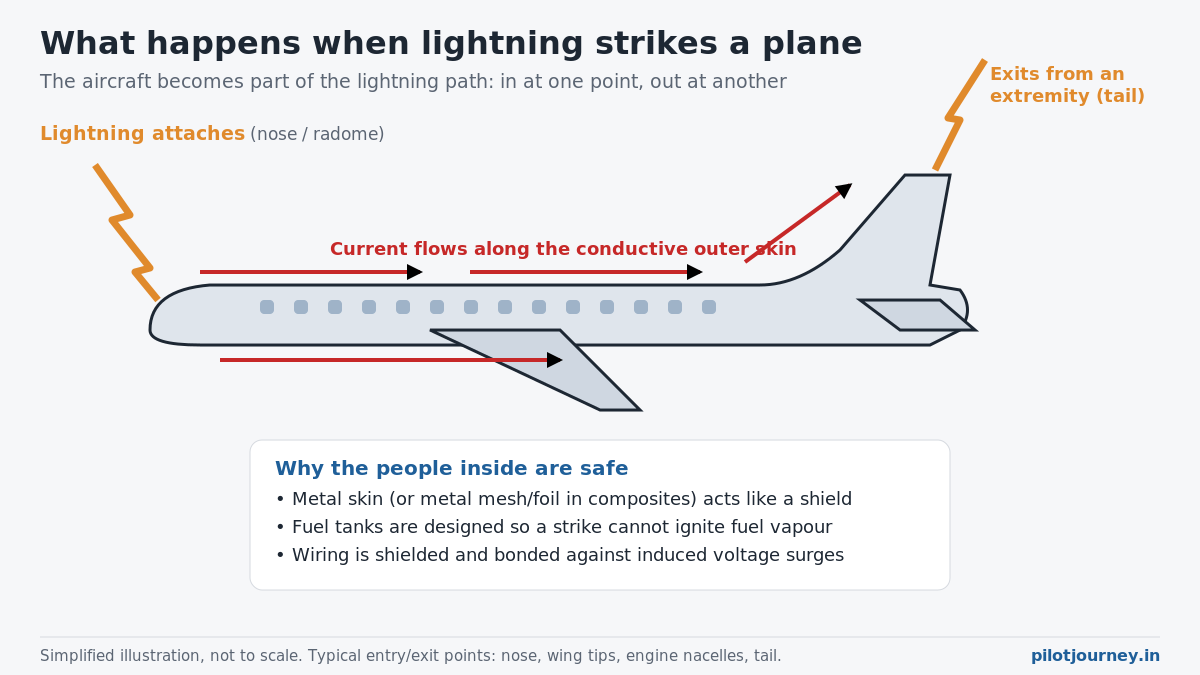 What happens when lightning strikes a plane
The aircraft becomes part of the lightning path: in at one point, out at another
Exits from an
extremity (tail)
Lightning attaches (nose / radome)
Current flows along the conductive outer skin
Why the people inside are safe
• Metal skin (or metal mesh/foil in composites) acts like a shield
• Fuel tanks are designed so a strike cannot ignite fuel vapour
• Wiring is shielded and bonded against induced voltage surges
Simplified illustration, not to scale. Typical entry/exit points: nose, wing tips, engine nacelles, tail.
pilotjourney.in